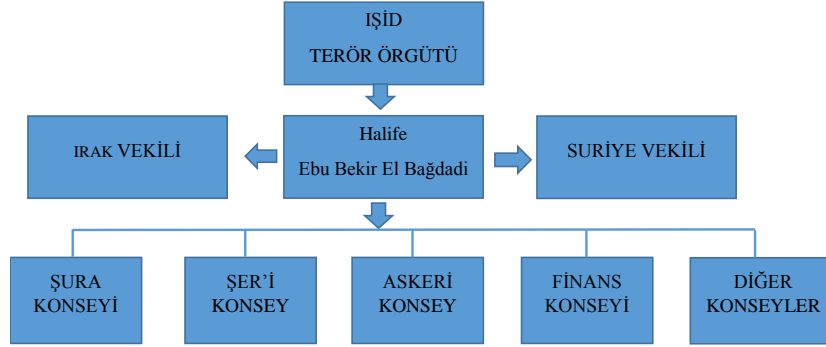 IŞİD
TERÖR ÖRGÜTÜ
IRAK VEKİLİ
Halife
Ebu Bekir El Bağdadi
SURİYE VEKİLİ
ŞURA
KONSEYİ
ŞER’İ
KONSEY
ASKERİ
KONSEY
FİNANS
KONSEYİ
DİĞER
KONSEYLER